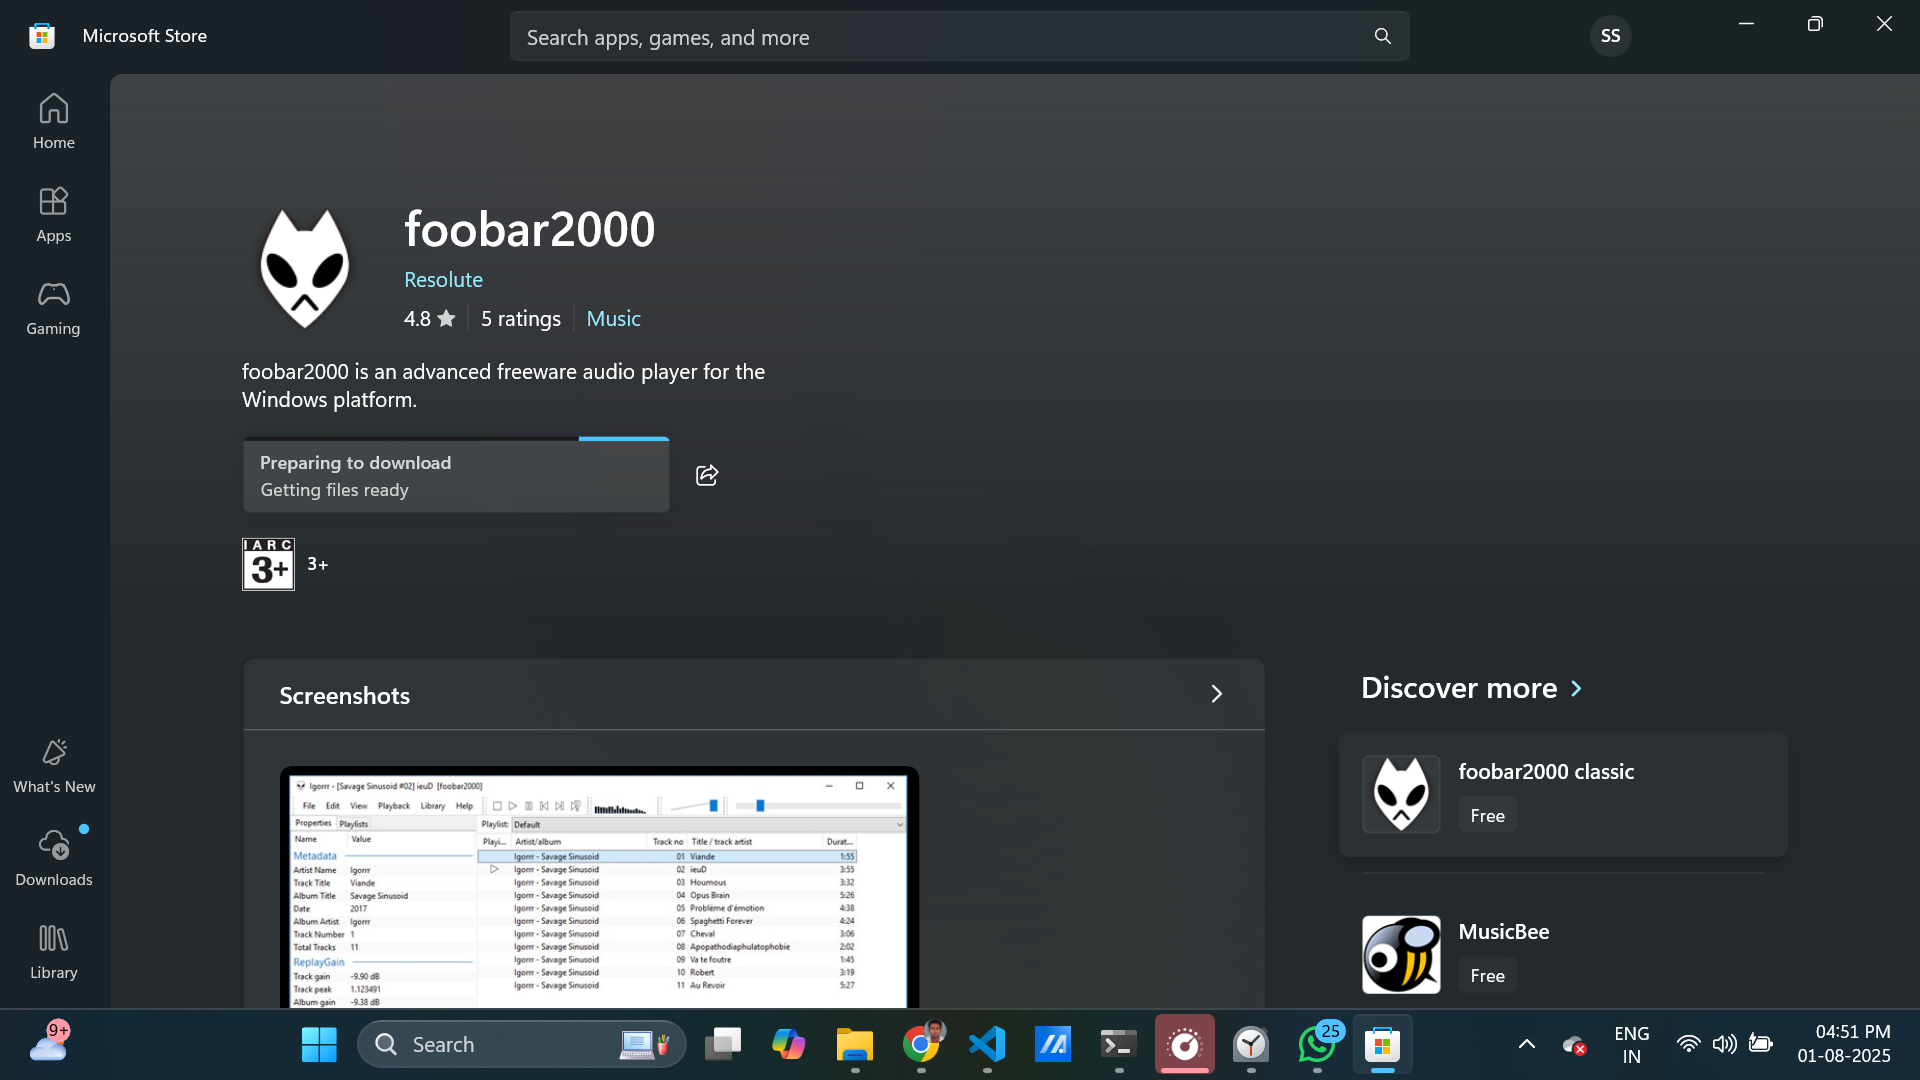 Microsoft Store
Search apps, games, and more
SS
Home
Apps
Gaming
What's New
Downloads
Library
foobar2000
Resolute
4.8 5 ratings Music
foobar2000 is an advanced freeware audio player for the
Windows platform.
Preparing to download
Getting files ready
IARC
3+
3+
Screenshots
Igorrr - [Savage Sinusoid #02] ieuD [foobar2000]
File Edit View Playback Library Help
Properties Playlists
Name Value
Metadata
Artist Name Igorrr
Track Title Viande
Album Title Savage Sinusoid
Date 2017
Album Artist Igorrr
Track Number 1
Total Tracks 11
ReplayGain
Track gain -9.90 dB
Track peak 1.123491
Album gain -9.38 dB
Playlist: Default
Playi... Artist/album Track no Title / track artist Durat...
Igorrr - Savage Sinusoid 01 Viande 1:55
Igorrr - Savage Sinusoid 02 ieuD 3:55
Igorrr - Savage Sinusoid 03 Houmous 3:32
Igorrr - Savage Sinusoid 04 Opus Brain 5:26
Igorrr - Savage Sinusoid 05 Problème d'émotion 4:38
Igorrr - Savage Sinusoid 06 Spaghetti Forever 4:24
Igorrr - Savage Sinusoid 07 Cheval 3:06
Igorrr - Savage Sinusoid 08 Apopathodiaphulatophobie 2:02
Igorrr - Savage Sinusoid 09 Va te foutre 1:45
Igorrr - Savage Sinusoid 10 Robert 3:19
Igorrr - Savage Sinusoid 11 Au Revoir 5:27
Discover more
foobar2000 classic
Free
MusicBee
Free
9+
Search
25
ENG
IN
04:51 PM
01-08-2025